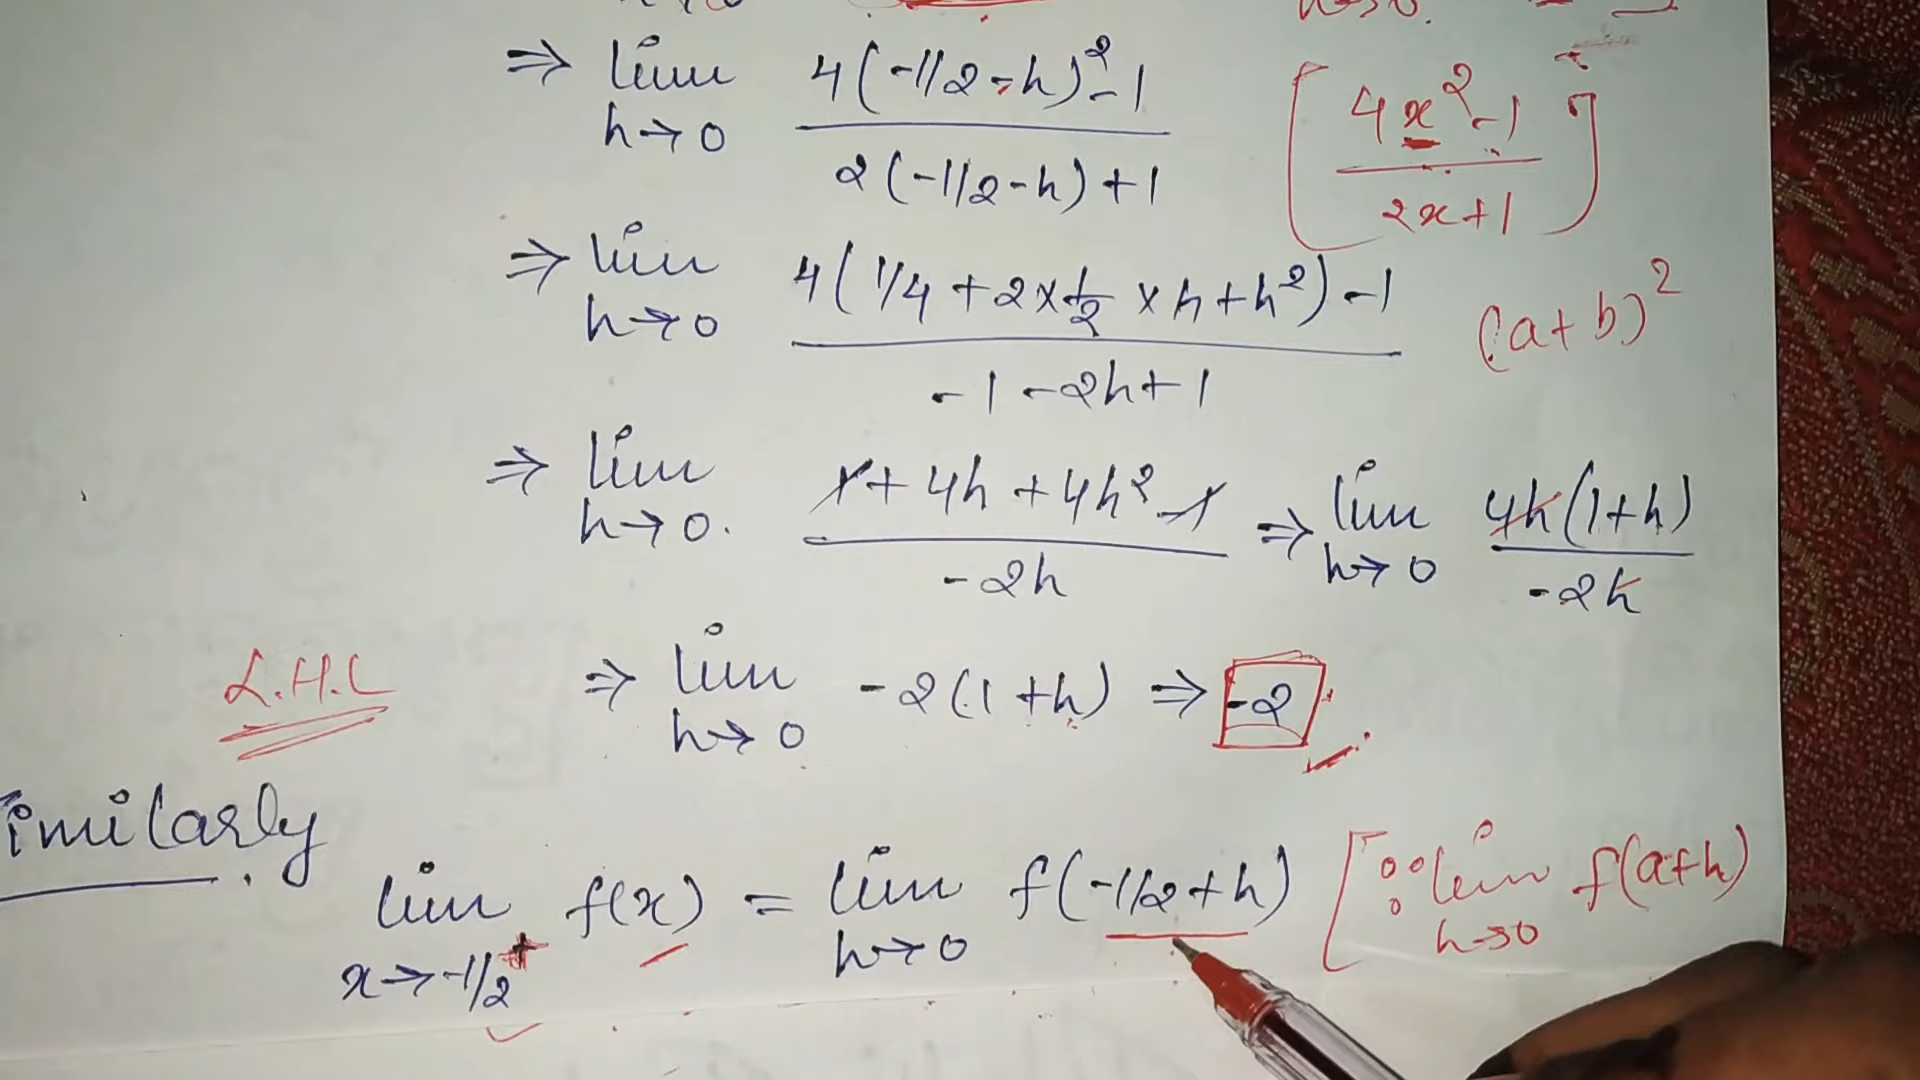 h→0.
⇒ lim h→0 4(-1/2-h)²-1 / 2(-1/2-h)+1 [4x²-1 / 2x+1]
⇒ lim h→0 4(1/4+2×1/2×h+h²)-1 / -1-2h+1 (a+b)²
⇒ lim h→0. 1+4h+4h²-1 / -2h ⇒ lim h→0 4h(1+h) / -2h
L.H.L ⇒ lim h→0 -2(1+h) ⇒ -2
imilarly.
lim x→-1/2⁺ f(x) = lim h→0 f(-1/2+h) [∵ lim h→0 f(a+h)